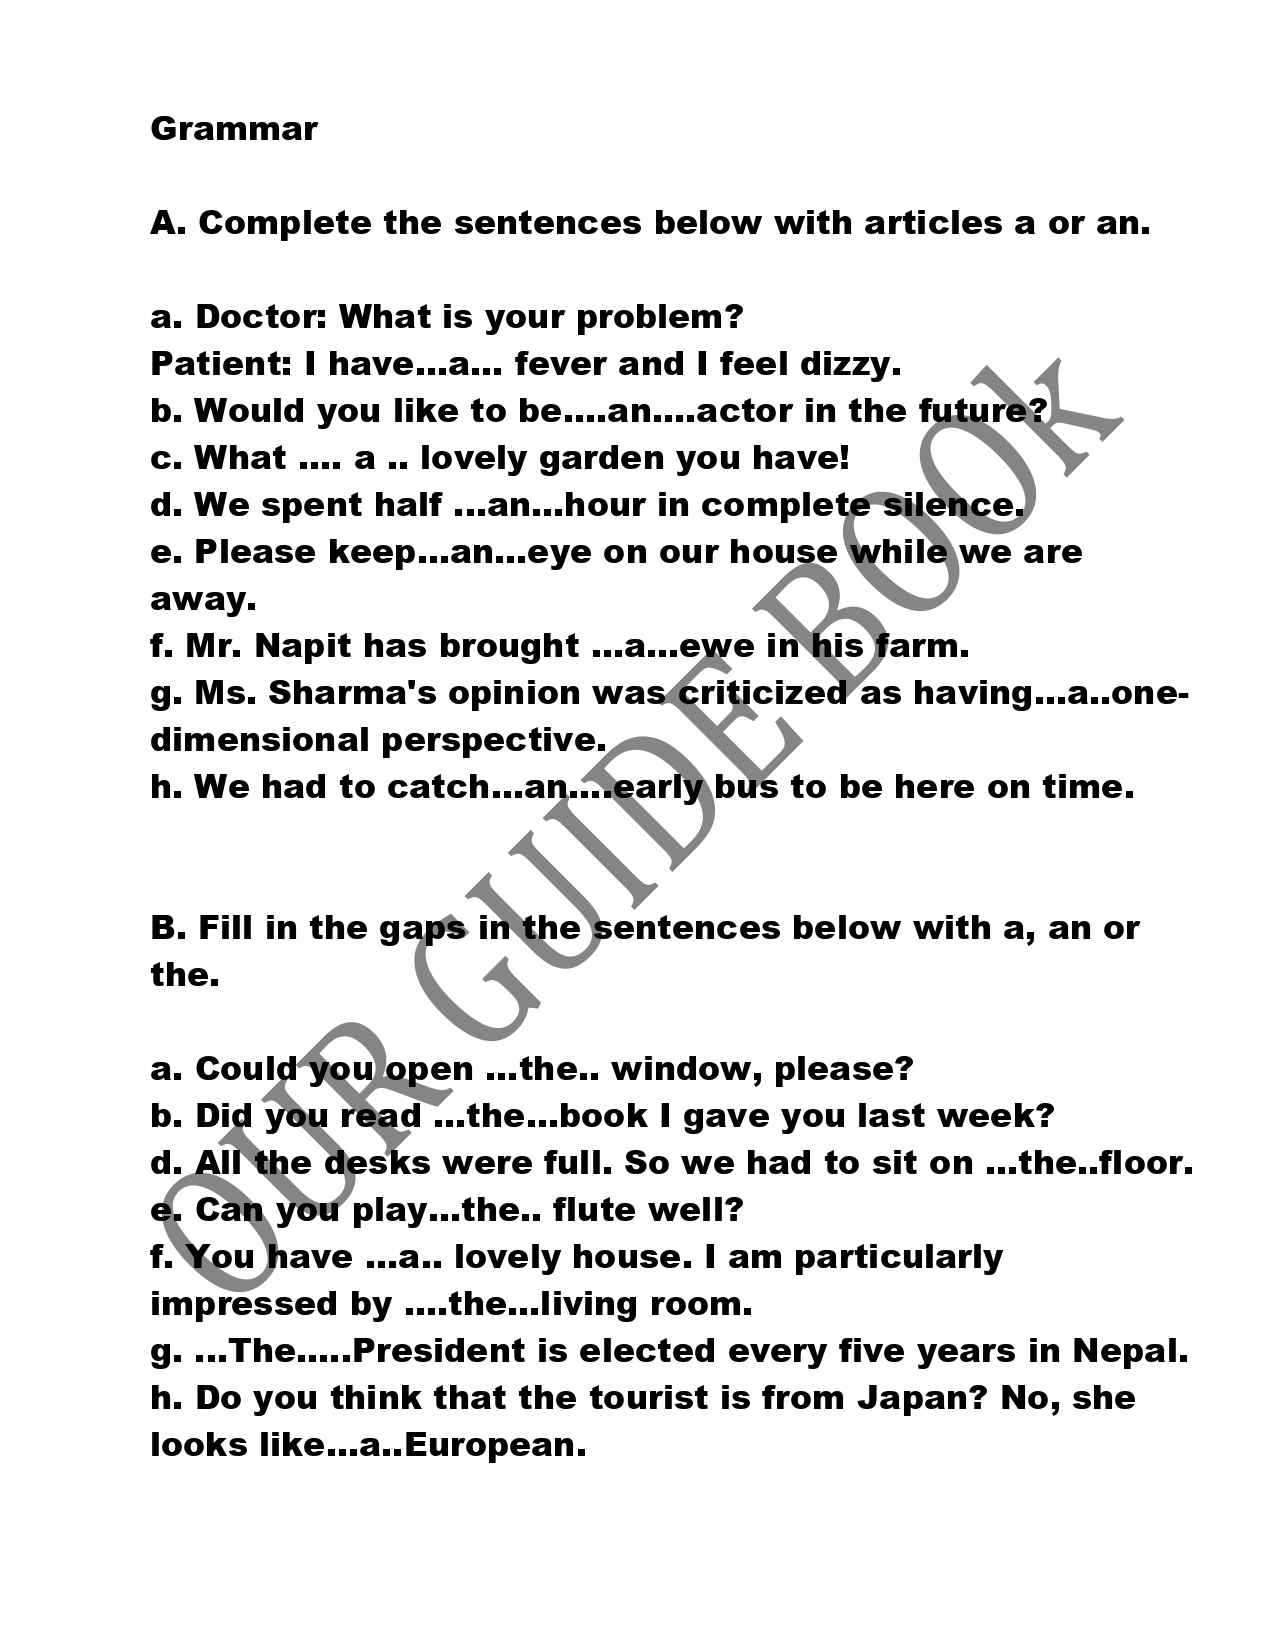 Grammar
A. Complete the sentences below with articles a or an.
a. Doctor: What is your problem?
Patient: I have...a... fever and I feel dizzy.
b. Would you like to be....an....actor in the future?
c. What .... a .. lovely garden you have!
d. We spent half ...an...hour in complete silence.
e. Please keep...an...eye on our house while we are
away.
f. Mr. Napit has brought ...a...ewe in his farm.
g. Ms. Sharma's opinion was criticized as having...a..one-
dimensional perspective.
h. We had to catch...an....early bus to be here on time.
B. Fill in the gaps in the sentences below with a, an or
the.
a. Could you open ...the.. window, please?
b. Did you read ...the...book I gave you last week?
d. All the desks were full. So we had to sit on ...the..floor.
e. Can you play...the.. flute well?
f. You have ...a.. lovely house. I am particularly
impressed by ....the...living room.
g. ...The.....President is elected every five years in Nepal.
h. Do you think that the tourist is from Japan? No, she
looks like...a..European.
OUR GUIDE BOOk